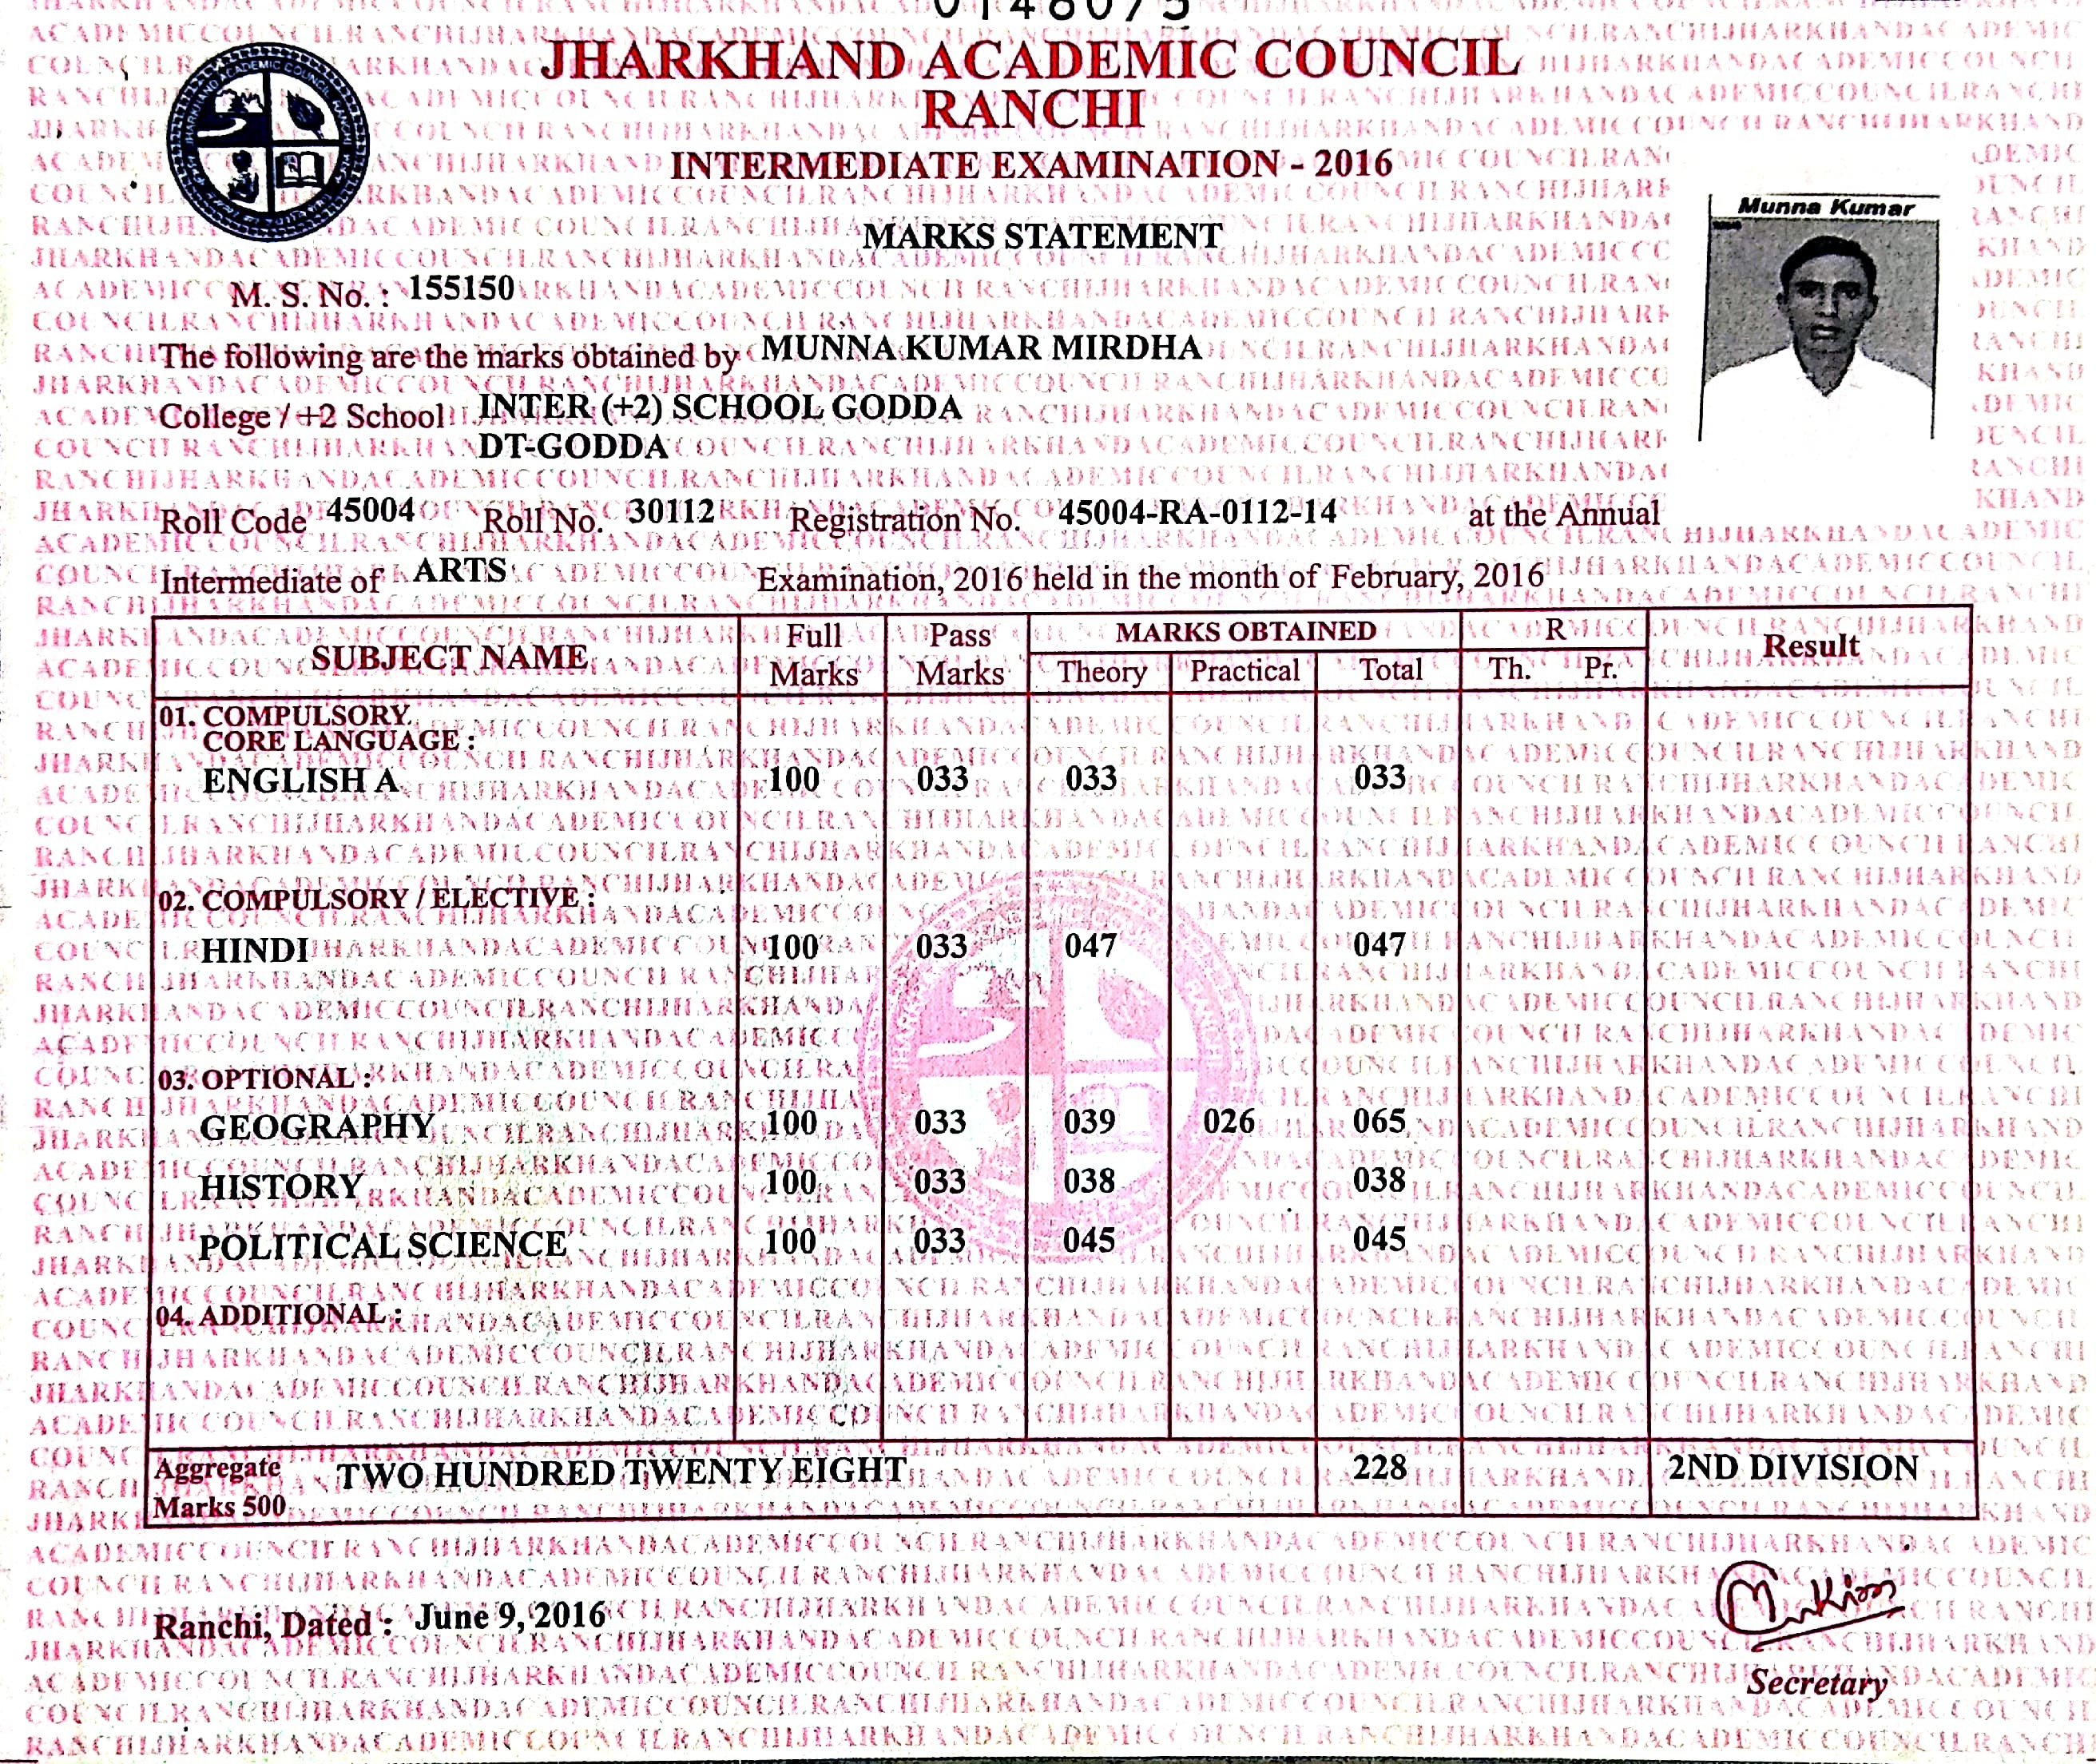 JHARKHAND ACADEMIC COUNCIL
RANCHI
INTERMEDIATE EXAMINATION - 2016
MARKS STATEMENT
Munna Kumar
M. S. No. : 155150
The following are the marks obtained by MUNNA KUMAR MIRDHA
College / +2 School INTER (+2) SCHOOL GODDA
DT-GODDA
Roll Code 45004 Roll No. 30112 Registration No. 45004-RA-0112-14 at the Annual
Intermediate of ARTS Examination, 2016 held in the month of February, 2016
SUBJECT NAME Full Marks Pass Marks MARKS OBTAINED R Result
Theory Practical Total Th. Pr.
01. COMPULSORY
CORE LANGUAGE :
ENGLISH A 100 033 033 033
02. COMPULSORY / ELECTIVE :
HINDI 100 033 047 047
03. OPTIONAL :
GEOGRAPHY 100 033 039 026 065
HISTORY 100 033 038 038
POLITICAL SCIENCE 100 033 045 045
04. ADDITIONAL :
Aggregate TWO HUNDRED TWENTY EIGHT 228 2ND DIVISION
Marks 500
Ranchi, Dated : June 9, 2016
Secretary